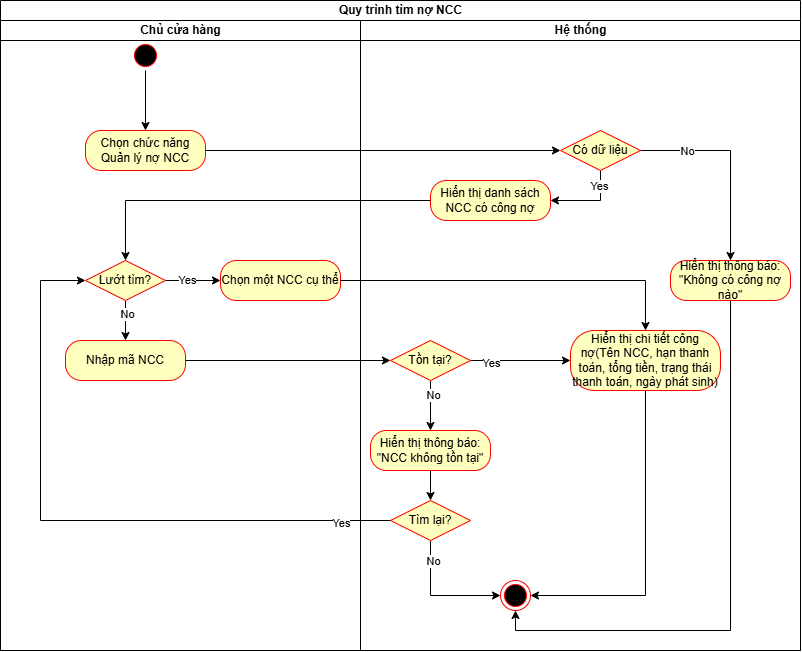 Quy trình tìm nợ NCC
Chủ cửa hàng
Hệ thống
Chọn chức năng
Quản lý nợ NCC
Có dữ liệu
No
Yes
Hiển thị danh sách
NCC có công nợ
Lướt tìm?
Yes
Chọn một NCC cụ thể
Hiển thị thông báo:
"Không có công nợ
nào"
No
Nhập mã NCC
Tồn tại?
Yes
Hiển thị chi tiết công
nợ(Tên NCC, hạn thanh
toán, tổng tiền, trạng thái
thanh toán, ngày phát sinh)
No
Hiển thị thông báo:
"NCC không tồn tại"
Tìm lại?
Yes
No